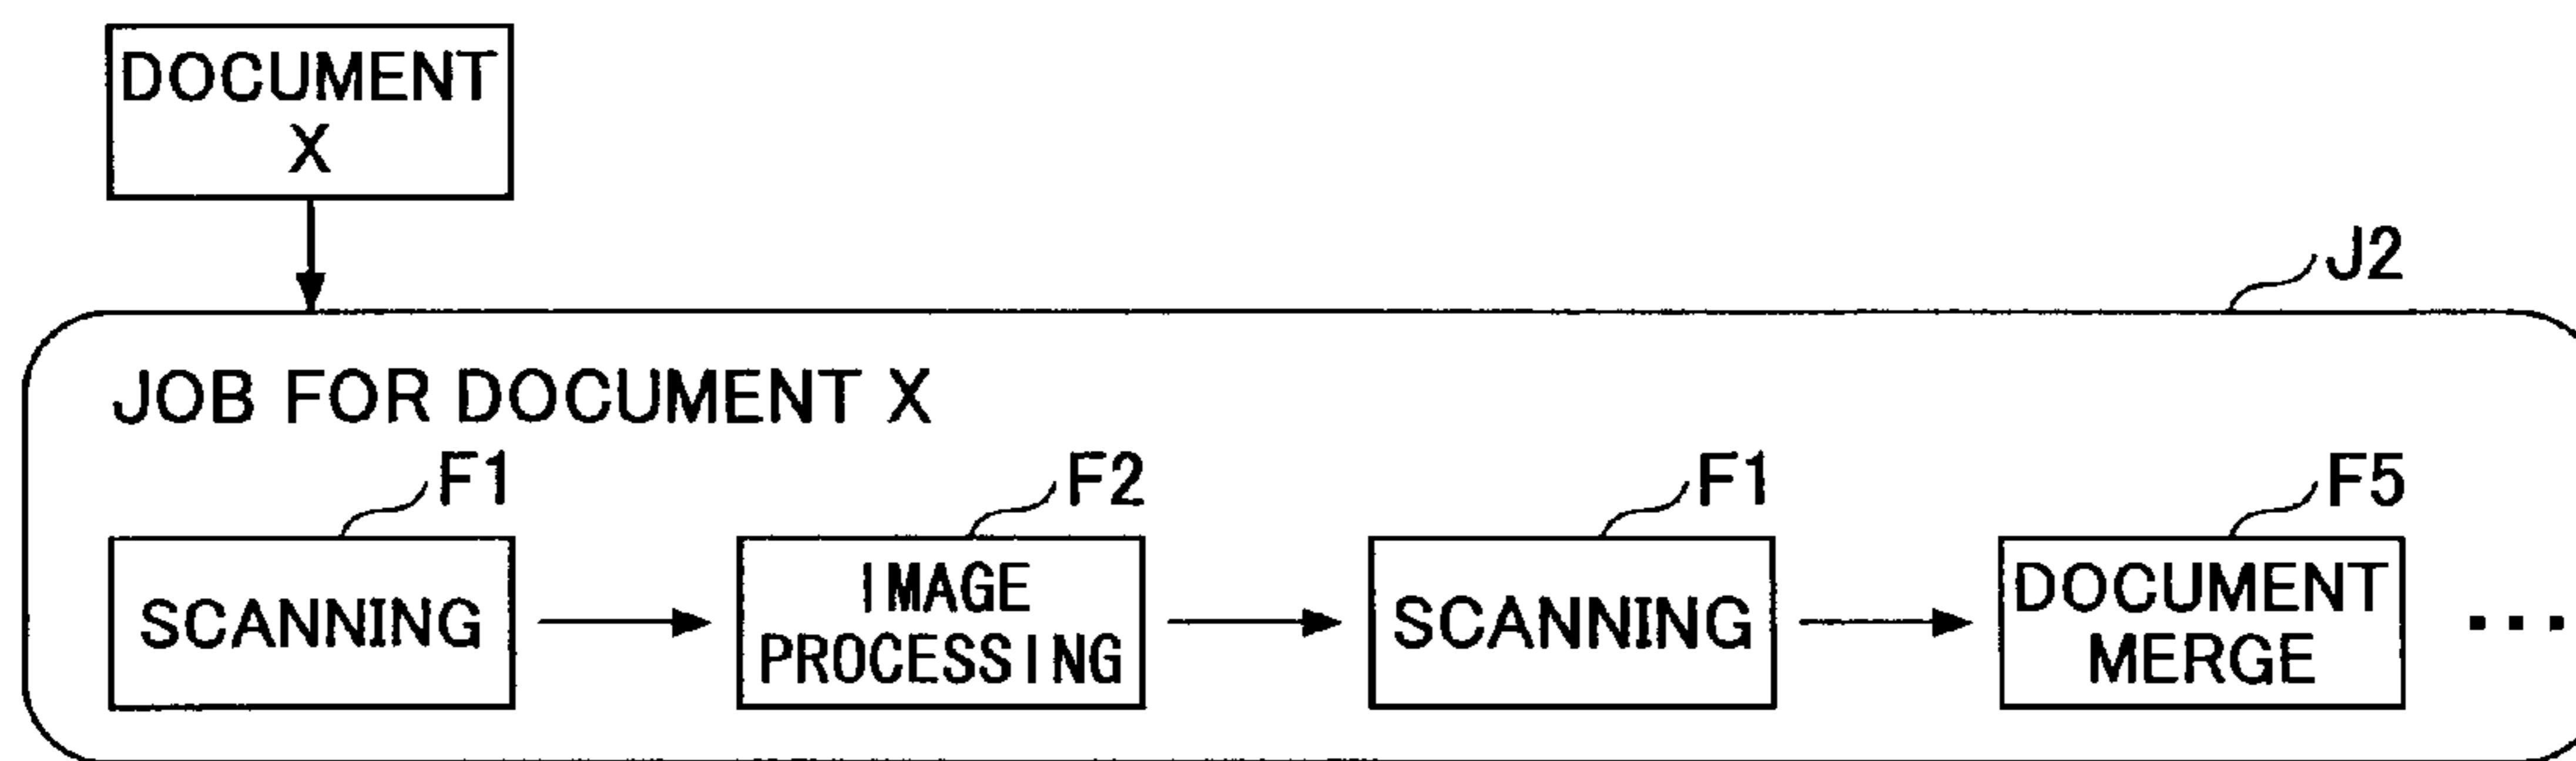 DOCUMENT
X
J2
JOB FOR DOCUMENT X
F1
F2
F1
F5
SCANNING
IMAGE
PROCESSING
SCANNING
DOCUMENT
MERGE
...